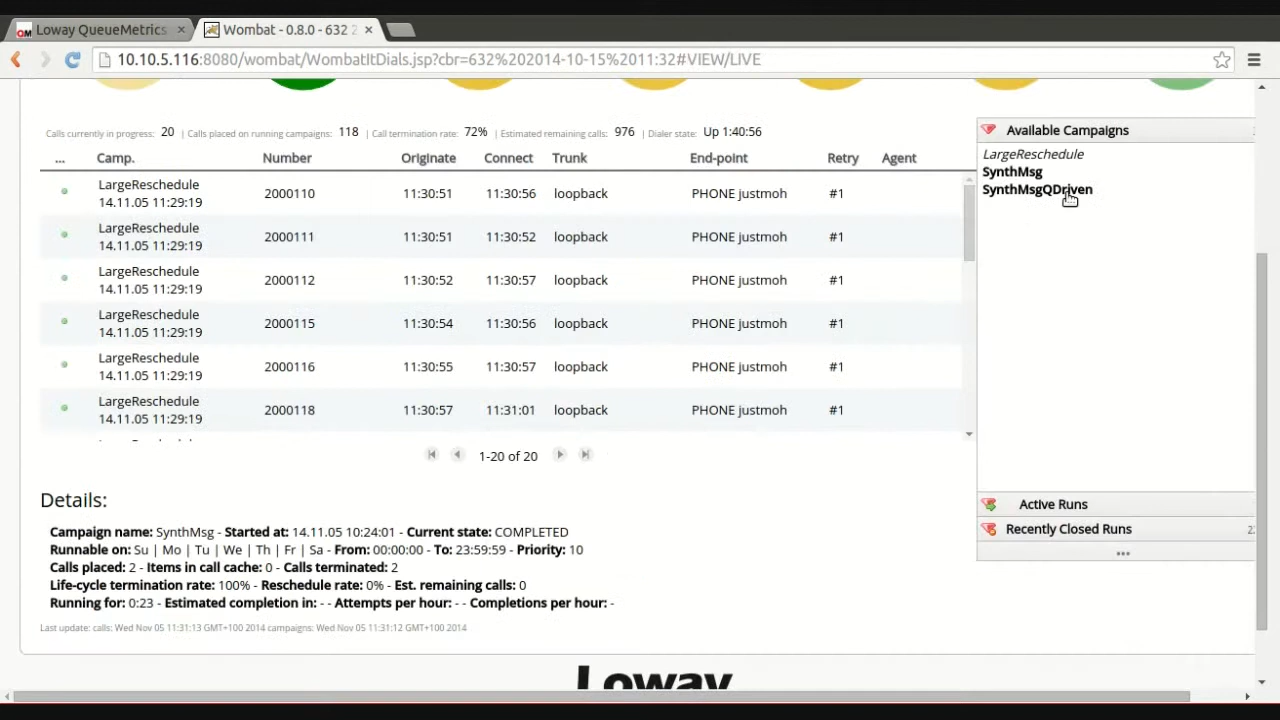 Loway QueueMetrics × Wombat - 0.8.0 - 632 2 ×
10.10.5.116:8080/wombat/WombatItDials.jsp?cbr=632%202014-10-15%2011:32#VIEW/LIVE
Calls currently in progress: 20 | Calls placed on running campaigns: 118 | Call termination rate: 72% | Estimated remaining calls: 976 | Dialer state: Up 1:40:56
... Camp. Number Originate Connect Trunk End-point Retry Agent
LargeReschedule
14.11.05 11:29:19 2000110 11:30:51 11:30:56 loopback PHONE justmoh #1
LargeReschedule
14.11.05 11:29:19 2000111 11:30:51 11:30:52 loopback PHONE justmoh #1
LargeReschedule
14.11.05 11:29:19 2000112 11:30:52 11:30:57 loopback PHONE justmoh #1
LargeReschedule
14.11.05 11:29:19 2000115 11:30:54 11:30:56 loopback PHONE justmoh #1
LargeReschedule
14.11.05 11:29:19 2000116 11:30:55 11:30:57 loopback PHONE justmoh #1
LargeReschedule
14.11.05 11:29:19 2000118 11:30:57 11:31:01 loopback PHONE justmoh #1
1-20 of 20
Available Campaigns
LargeReschedule
SynthMsg
SynthMsgQDriven
Active Runs
Recently Closed Runs
...
Details:
Campaign name: SynthMsg - Started at: 14.11.05 10:24:01 - Current state: COMPLETED
Runnable on: Su | Mo | Tu | We | Th | Fr | Sa - From: 00:00:00 - To: 23:59:59 - Priority: 10
Calls placed: 2 - Items in call cache: 0 - Calls terminated: 2
Life-cycle termination rate: 100% - Reschedule rate: 0% - Est. remaining calls: 0
Running for: 0:23 - Estimated completion in: - - Attempts per hour: - - Completions per hour: -
Last update: calls: Wed Nov 05 11:31:13 GMT+100 2014 campaigns: Wed Nov 05 11:31:12 GMT+100 2014
Loway